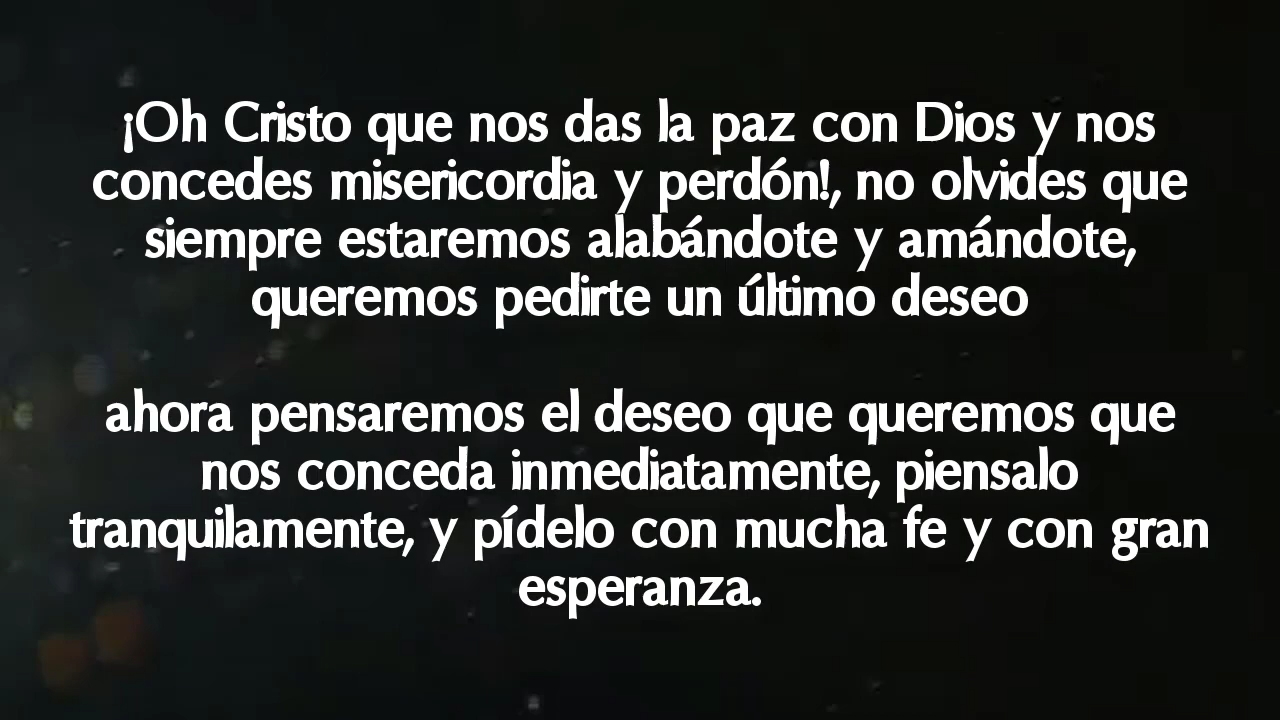 ¡Oh Cristo que nos das la paz con Dios y nos
concedes misericordia y perdón!, no olvides que
siempre estaremos alabándote y amándote,
queremos pedirte un último deseo
ahora pensaremos el deseo que queremos que
nos conceda inmediatamente, piensalo
tranquilamente, y pídelo con mucha fe y con gran
esperanza.